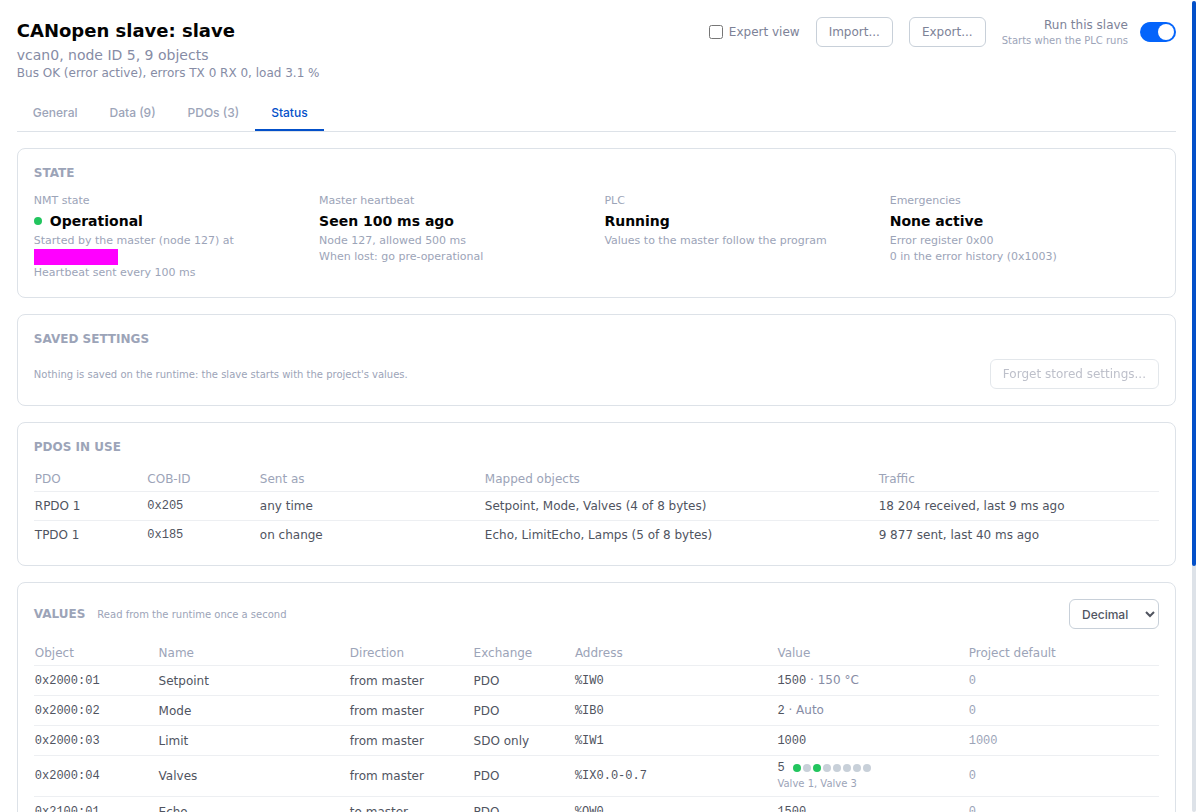 CANopen slave: slave
Expert view
Import...
Export...
Run this slave
Starts when the PLC runs
vcan0, node ID 5, 9 objects
Bus OK (error active), errors TX 0 RX 0, load 3.1 %
General
Data (9)
PDOs (3)
Status
STATE
NMT state
Operational
Started by the master (node 127) at
Heartbeat sent every 100 ms
Master heartbeat
Seen 100 ms ago
Node 127, allowed 500 ms
When lost: go pre-operational
PLC
Running
Values to the master follow the program
Emergencies
None active
Error register 0x00
0 in the error history (0x1003)
SAVED SETTINGS
Nothing is saved on the runtime: the slave starts with the project's values.
Forget stored settings...
PDOS IN USE
PDO COB-ID Sent as Mapped objects Traffic
RPDO 1 0x205 any time Setpoint, Mode, Valves (4 of 8 bytes) 18 204 received, last 9 ms ago
TPDO 1 0x185 on change Echo, LimitEcho, Lamps (5 of 8 bytes) 9 877 sent, last 40 ms ago
VALUES Read from the runtime once a second
Decimal
Object Name Direction Exchange Address Value Project default
0x2000:01 Setpoint from master PDO %IW0 1500 · 150 °C 0
0x2000:02 Mode from master PDO %IB0 2 · Auto 0
0x2000:03 Limit from master SDO only %IW1 1000 1000
0x2000:04 Valves from master PDO %IX0.0-0.7 5 0
Valve 1, Valve 3
0x2100:01 Echo to master PDO %QW0 1500 0